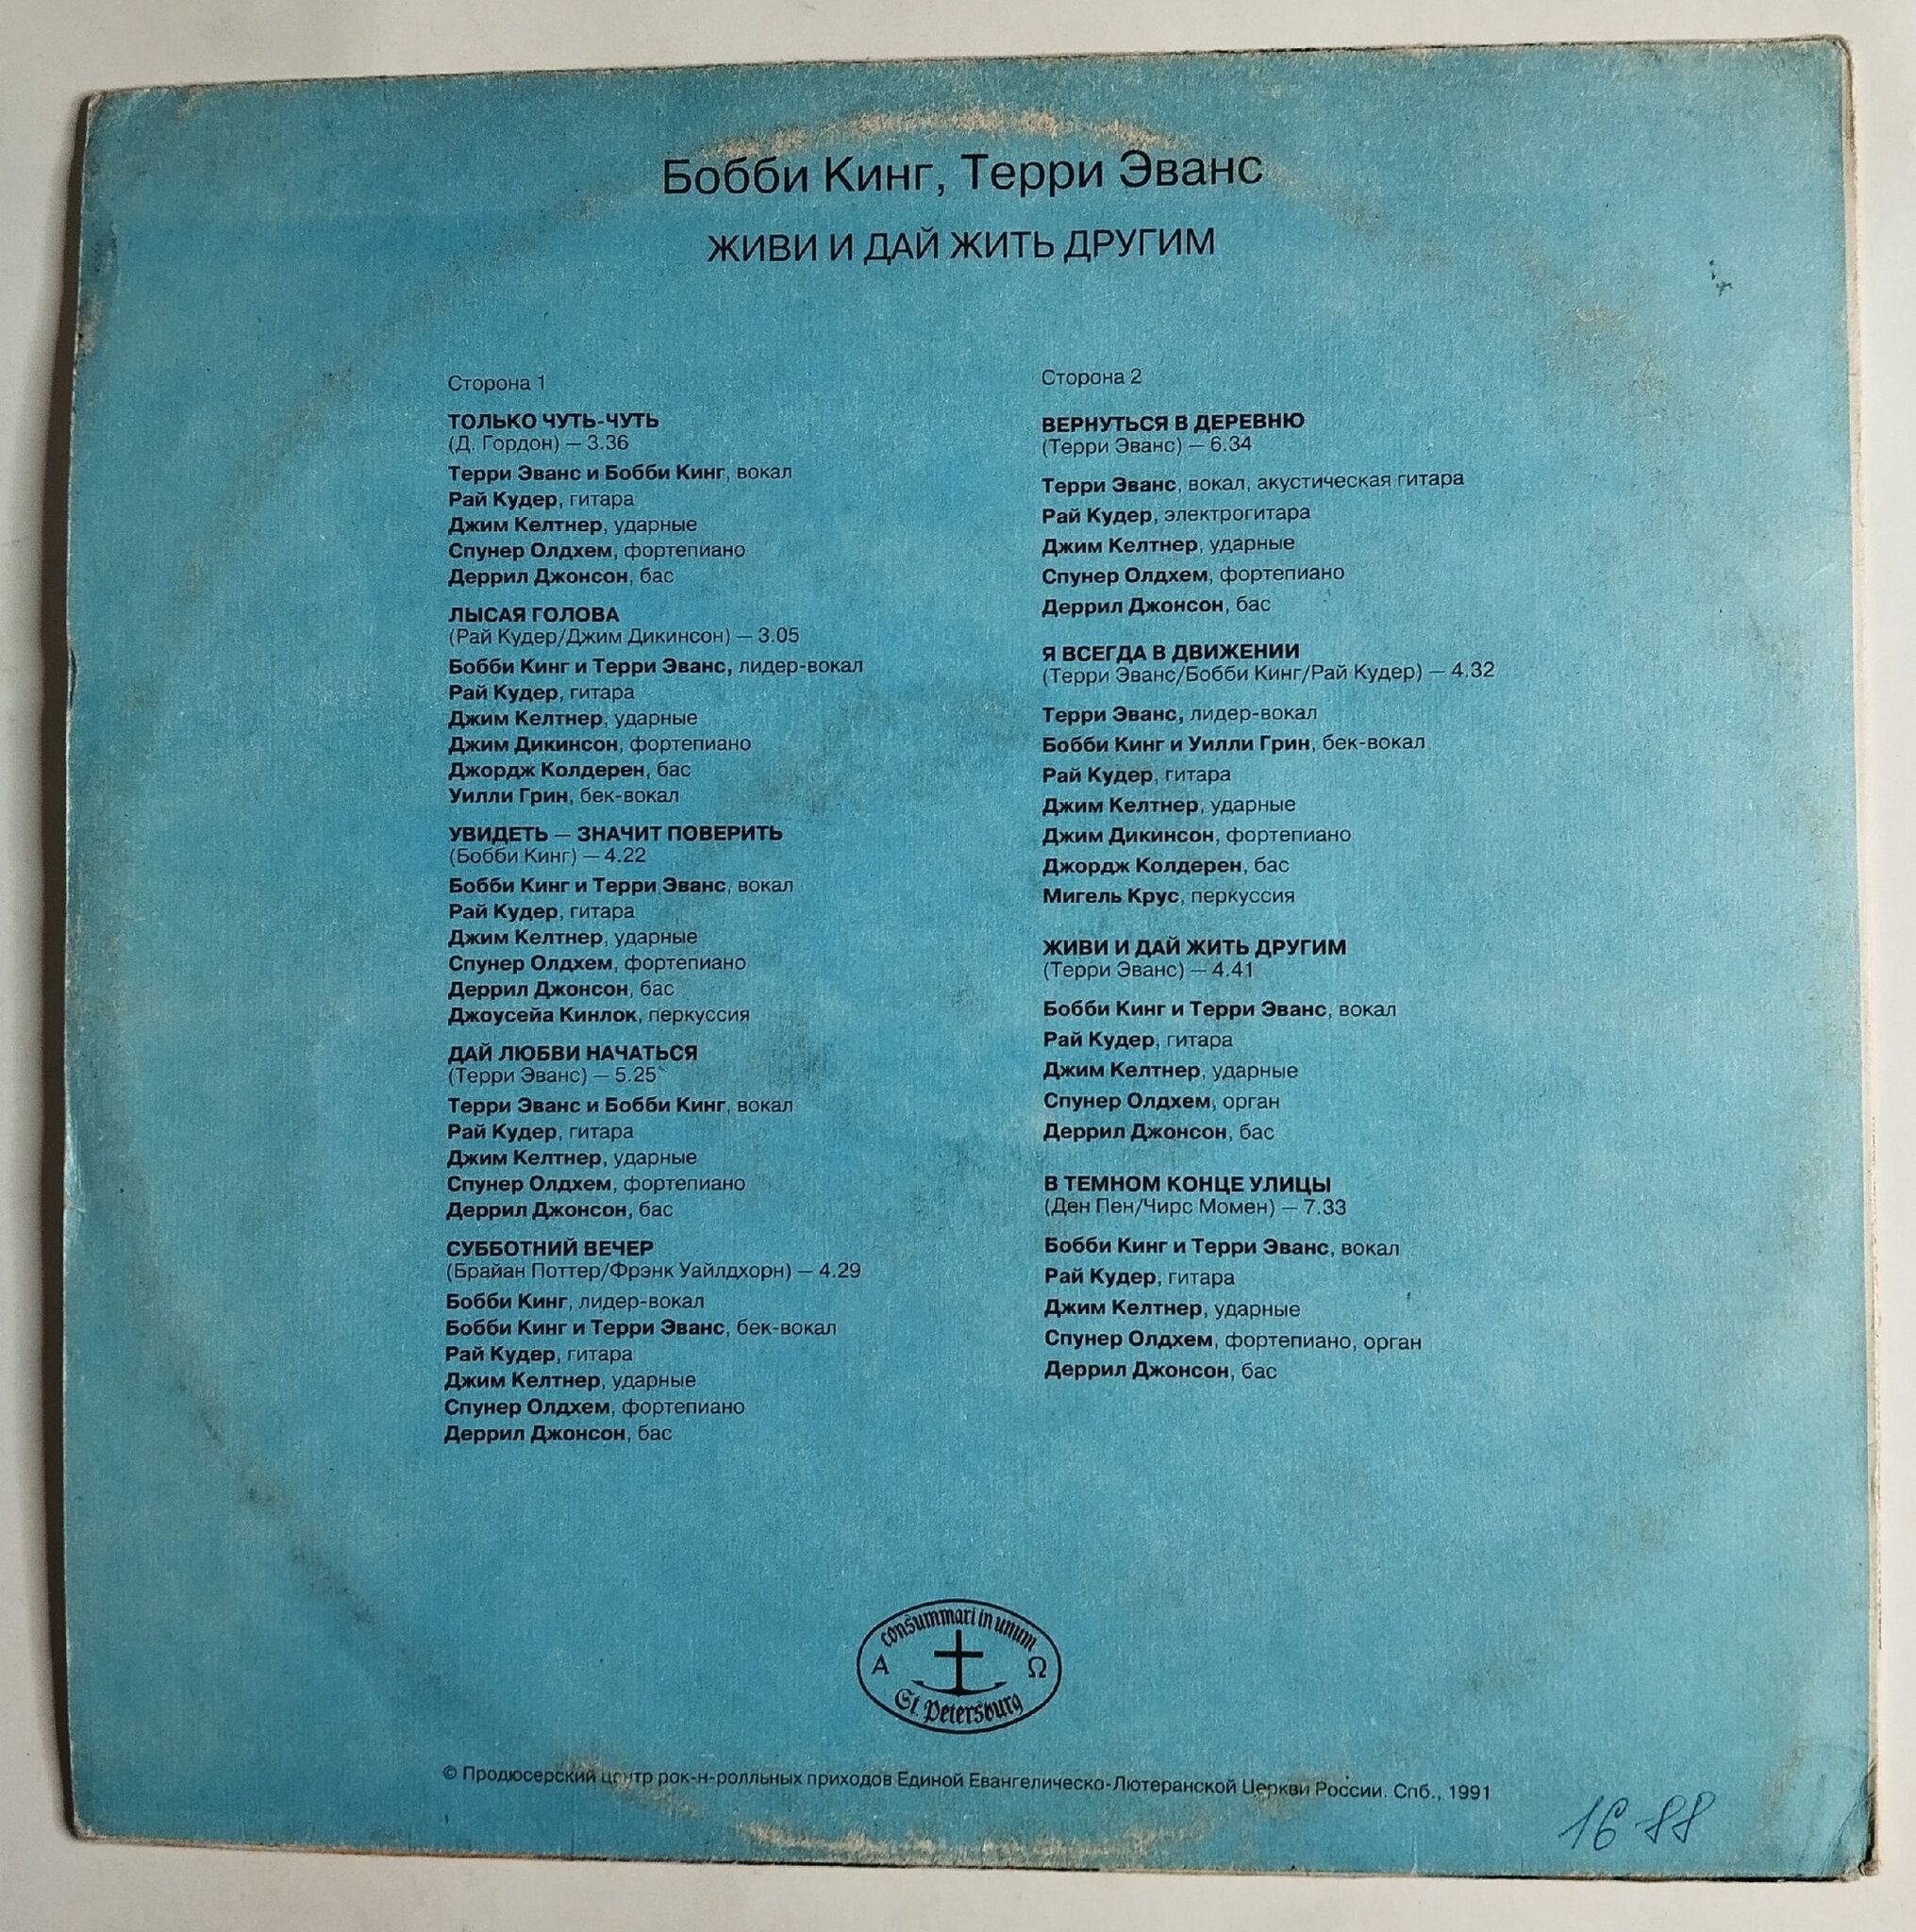 Бобби Кинг, Терри Эванс
ЖИВИ И ДАЙ ЖИТЬ ДРУГИМ
Сторона 1
ТОЛЬКО ЧУТЬ-ЧУТЬ
(Д. Гордон) — 3.36
Терри Эванс и Бобби Кинг, вокал
Рай Кудер, гитара
Джим Келтнер, ударные
Спунер Олдхем, фортепиано
Деррил Джонсон, бас
ЛЫСАЯ ГОЛОВА
(Рай Кудер/Джим Дикинсон) — 3.05
Бобби Кинг и Терри Эванс, лидер-вокал
Рай Кудер, гитара
Джим Келтнер, ударные
Джим Дикинсон, фортепиано
Джордж Колдерен, бас
Уилли Грин, бек-вокал
УВИДЕТЬ — ЗНАЧИТ ПОВЕРИТЬ
(Бобби Кинг) — 4.22
Бобби Кинг и Терри Эванс, вокал
Рай Кудер, гитара
Джим Келтнер, ударные
Спунер Олдхем, фортепиано
Деррил Джонсон, бас
Джоусейа Кинлок, перкуссия
ДАЙ ЛЮБВИ НАЧАТЬСЯ
(Терри Эванс) — 5.25
Терри Эванс и Бобби Кинг, вокал
Рай Кудер, гитара
Джим Келтнер, ударные
Спунер Олдхем, фортепиано
Деррил Джонсон, бас
СУББОТНИЙ ВЕЧЕР
(Брайан Поттер/Фрэнк Уайлдхорн) — 4.29
Бобби Кинг, лидер-вокал
Бобби Кинг и Терри Эванс, бек-вокал
Рай Кудер, гитара
Джим Келтнер, ударные
Спунер Олдхем, фортепиано
Деррил Джонсон, бас
Сторона 2
ВЕРНУТЬСЯ В ДЕРЕВНЮ
(Терри Эванс) — 6.34
Терри Эванс, вокал, акустическая гитара
Рай Кудер, электрогитара
Джим Келтнер, ударные
Спунер Олдхем, фортепиано
Деррил Джонсон, бас
Я ВСЕГДА В ДВИЖЕНИИ
(Терри Эванс/Бобби Кинг/Рай Кудер) — 4.32
Терри Эванс, лидер-вокал
Бобби Кинг и Уилли Грин, бек-вокал
Рай Кудер, гитара
Джим Келтнер, ударные
Джим Дикинсон, фортепиано
Джордж Колдерен, бас
Мигель Крус, перкуссия
ЖИВИ И ДАЙ ЖИТЬ ДРУГИМ
(Терри Эванс) — 4.41
Бобби Кинг и Терри Эванс, вокал
Рай Кудер, гитара
Джим Келтнер, ударные
Спунер Олдхем, орган
Деррил Джонсон, бас
В ТЕМНОМ КОНЦЕ УЛИЦЫ
(Ден Пен/Чирс Момен) — 7.33
Бобби Кинг и Терри Эванс, вокал
Рай Кудер, гитара
Джим Келтнер, ударные
Спунер Олдхем, фортепиано, орган
Деррил Джонсон, бас
consummari in unum
Α Ω
St. Petersburg
© Продюсерский центр рок-н-ролльных приходов Единой Евангелическо-Лютеранской Церкви России. Спб., 1991
16 88